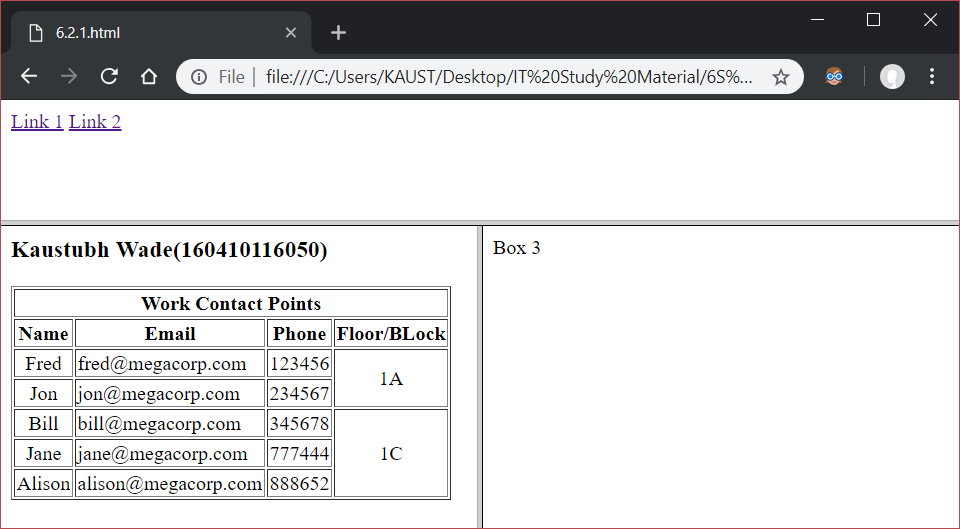 6.2.1.html
File | file:///C:/Users/KAUST/Desktop/IT%20Study%20Material/6S%...
Link 1 Link 2
Kaustubh Wade(160410116050)
Work Contact Points
Name Email Phone Floor/BLock
Fred fred@megacorp.com 123456 1A
Jon jon@megacorp.com 234567
Bill bill@megacorp.com 345678 1C
Jane jane@megacorp.com 777444
Alison alison@megacorp.com 888652
Box 3